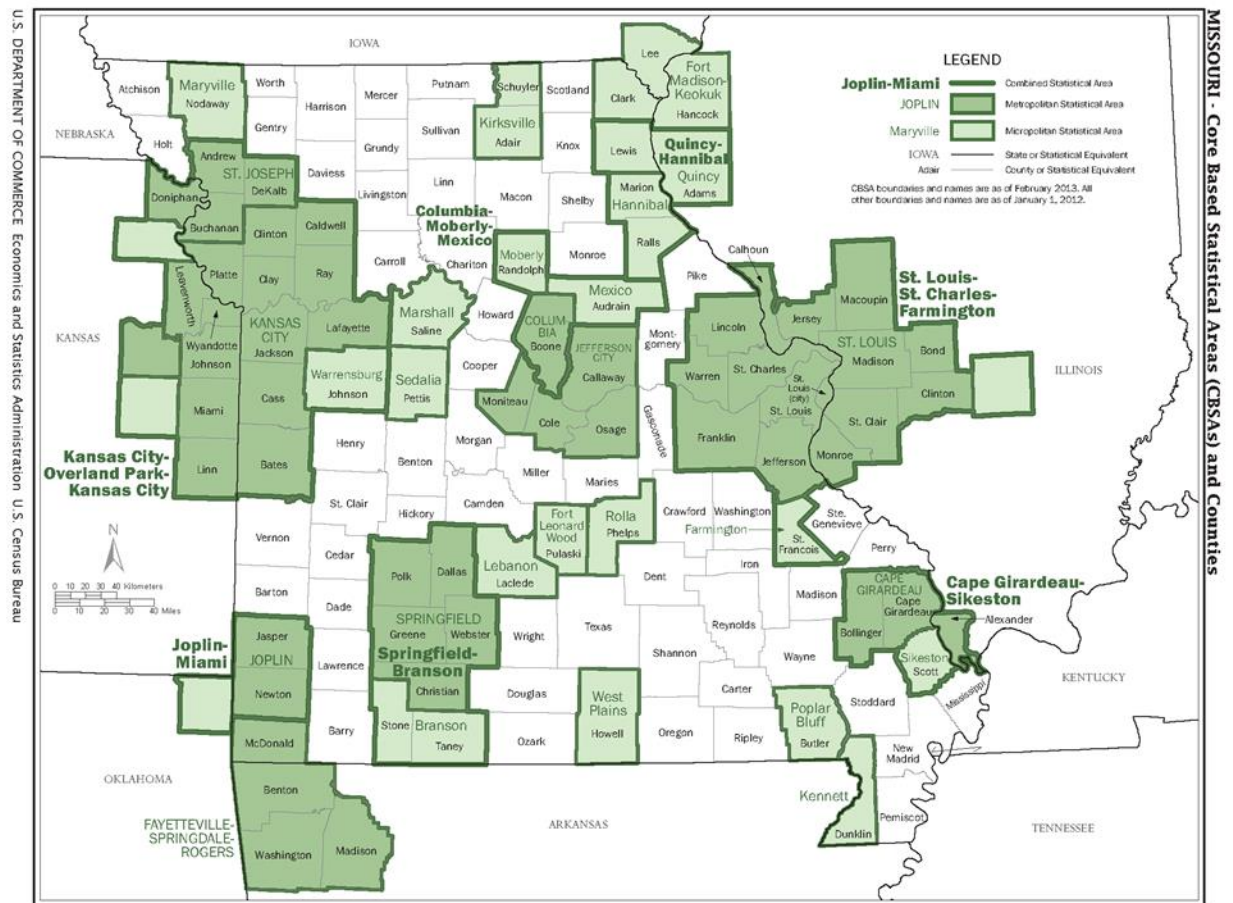 MISSOURI - Core Based Statistical Areas (CBSAs) and Counties
U.S. DEPARTMENT OF COMMERCE Economics and Statistics Administration U.S. Census Bureau
LEGEND
Joplin-Miami Combined Statistical Area
JOPLIN Metropolitan Statistical Area
Maryville Micropolitan Statistical Area
IOWA State or Statistical Equivalent
Adair County or Statistical Equivalent
CBSA boundaries and names are as of February 2013. All
other boundaries and names are as of January 1, 2012.
IOWA
NEBRASKA
KANSAS
OKLAHOMA
ARKANSAS
TENNESSEE
KENTUCKY
ILLINOIS
Atchison
Maryville
Nodaway
Worth
Gentry
Harrison
Mercer
Putnam
Schuyler
Scotland
Clark
Lee
Fort
Madison-
Keokuk
Hancock
Holt
Andrew
ST. JOSEPH
DeKalb
Daviess
Grundy
Sullivan
Kirksville
Adair
Knox
Lewis
Quincy-
Hannibal
Quincy
Adams
Doniphan
Buchanan
Clinton
Caldwell
Livingston
Linn
Macon
Shelby
Marion
Hannibal
Ralls
Columbia-
Moberly-
Mexico
Platte
Clay
Ray
Carroll
Chariton
Moberly
Randolph
Monroe
Pike
Calhoun
Leavenworth
Wyandotte
Johnson
KANSAS
CITY
Jackson
Lafayette
Marshall
Saline
Howard
COLUM-
BIA
Boone
Mexico
Audrain
Mont-
gomery
Lincoln
Jersey
Macoupin
St. Louis-
St. Charles-
Farmington
JEFFERSON
CITY
Callaway
Warren
St. Charles
ST. LOUIS
Madison
Bond
Clinton
St.
Louis
(city)
St. Louis
St. Clair
Monroe
Franklin
Jefferson
Miami
Cass
Warrensburg
Johnson
Sedalia
Pettis
Cooper
Moniteau
Cole
Osage
Gasconade
Kansas City-
Overland Park-
Kansas City
Linn
Bates
Henry
Benton
Morgan
Miller
Maries
St. Clair
Hickory
Camden
Fort
Leonard
Wood
Pulaski
Rolla
Phelps
Crawford
Washington
Farmington
St.
Francois
Ste.
Genevieve
Perry
N
0 10 20 30 40 Kilometers
0 10 20 30 40 Miles
Vernon
Cedar
Polk
Dallas
Lebanon
Laclede
Dent
Iron
Madison
CAPE
GIRARDEAU
Cape
Girardeau
Bollinger
Cape Girardeau-
Sikeston
Alexander
Barton
Dade
SPRINGFIELD
Greene
Webster
Wright
Texas
Reynolds
Shannon
Wayne
Sikeston
Scott
Mississippi
Joplin-
Miami
Jasper
JOPLIN
Newton
Lawrence
Springfield-
Branson
Christian
Douglas
West
Plains
Howell
Carter
Poplar
Bluff
Butler
Stoddard
McDonald
Barry
Stone
Branson
Taney
Ozark
Oregon
Ripley
New
Madrid
Benton
FAYETTEVILLE-
SPRINGDALE-
ROGERS
Washington
Madison
Kennett
Dunklin
Pemiscot